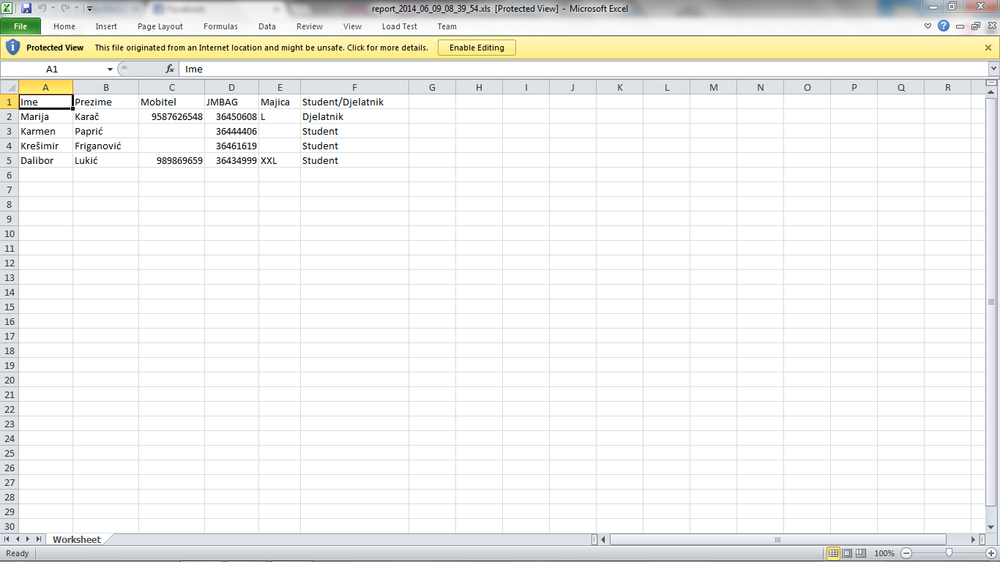 report_2014_06_09_08_39_54.xls [Protected View] - Microsoft Excel
File Home Insert Page Layout Formulas Data Review View Load Test Team
Protected View This file originated from an Internet location and might be unsafe. Click for more details. Enable Editing
A1 fx Ime
A B C D E F G H I J K L M N O P Q R
1 Ime Prezime Mobitel JMBAG Majica Student/Djelatnik
2 Marija Karač 9587626548 36450608 L Djelatnik
3 Karmen Paprić 36444406 Student
4 Krešimir Friganović 36461619 Student
5 Dalibor Lukić 989869659 36434999 XXL Student
6
7
8
9
10
11
12
13
14
15
16
17
18
19
20
21
22
23
24
25
26
27
28
29
30
Worksheet
Ready 100%